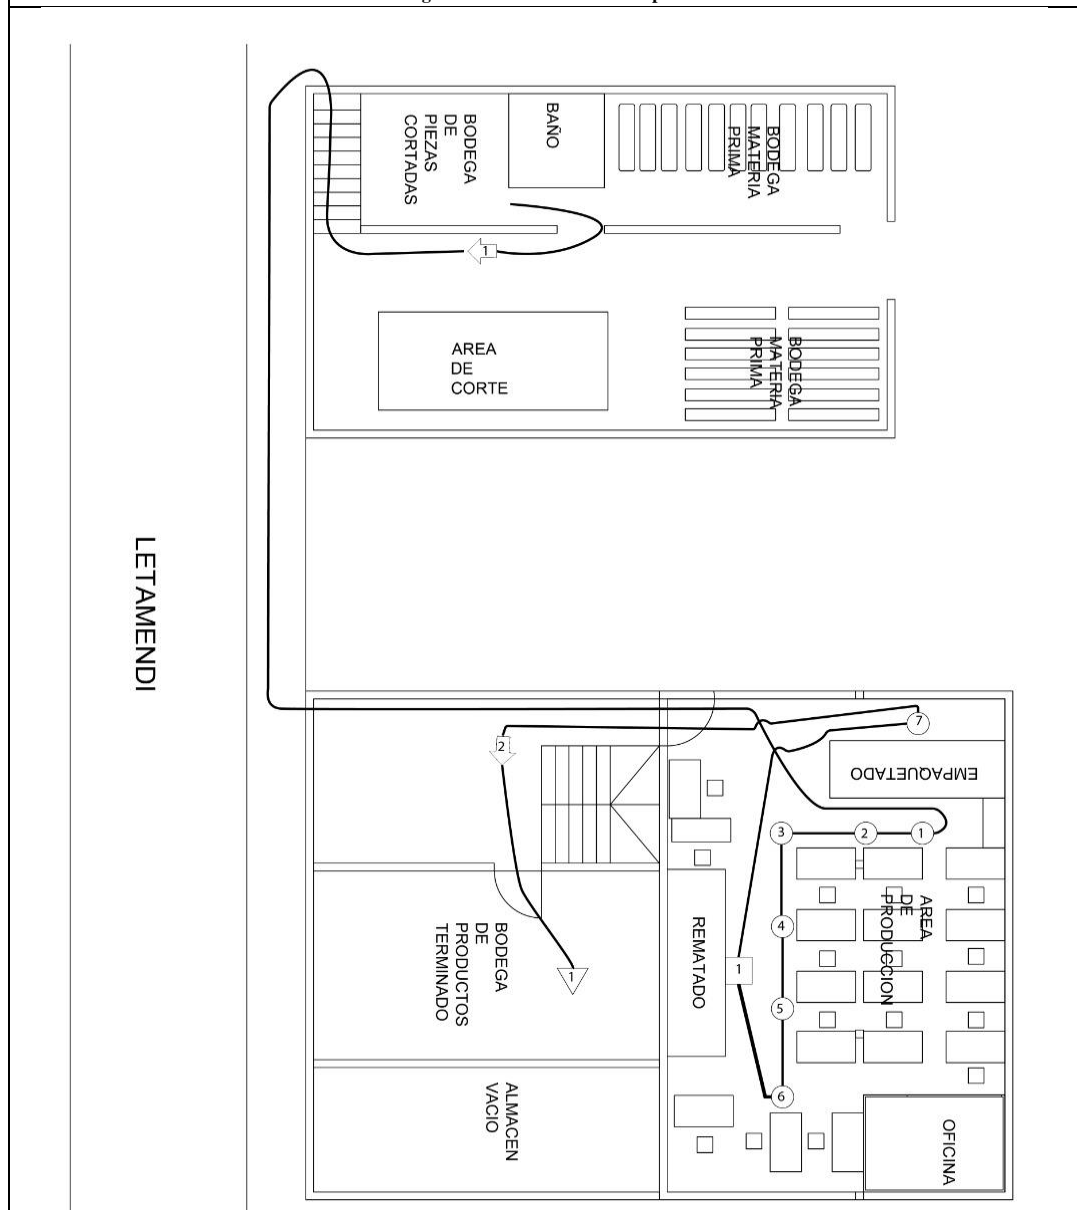 BODEGA
DE
PIEZAS
CORTADAS
BAÑO
BODEGA
MATERIA
PRIMA
1
AREA
DE
CORTE
BODEGA
MATERIA
PRIMA
LETAMENDI
7
2
EMPAQUETADO
3
2
1
AREA
DE
PRODUCCION
4
REMATADO
1
5
6
BODEGA
DE
PRODUCTOS
TERMINADO
1
ALMACEN
VACIO
OFICINA